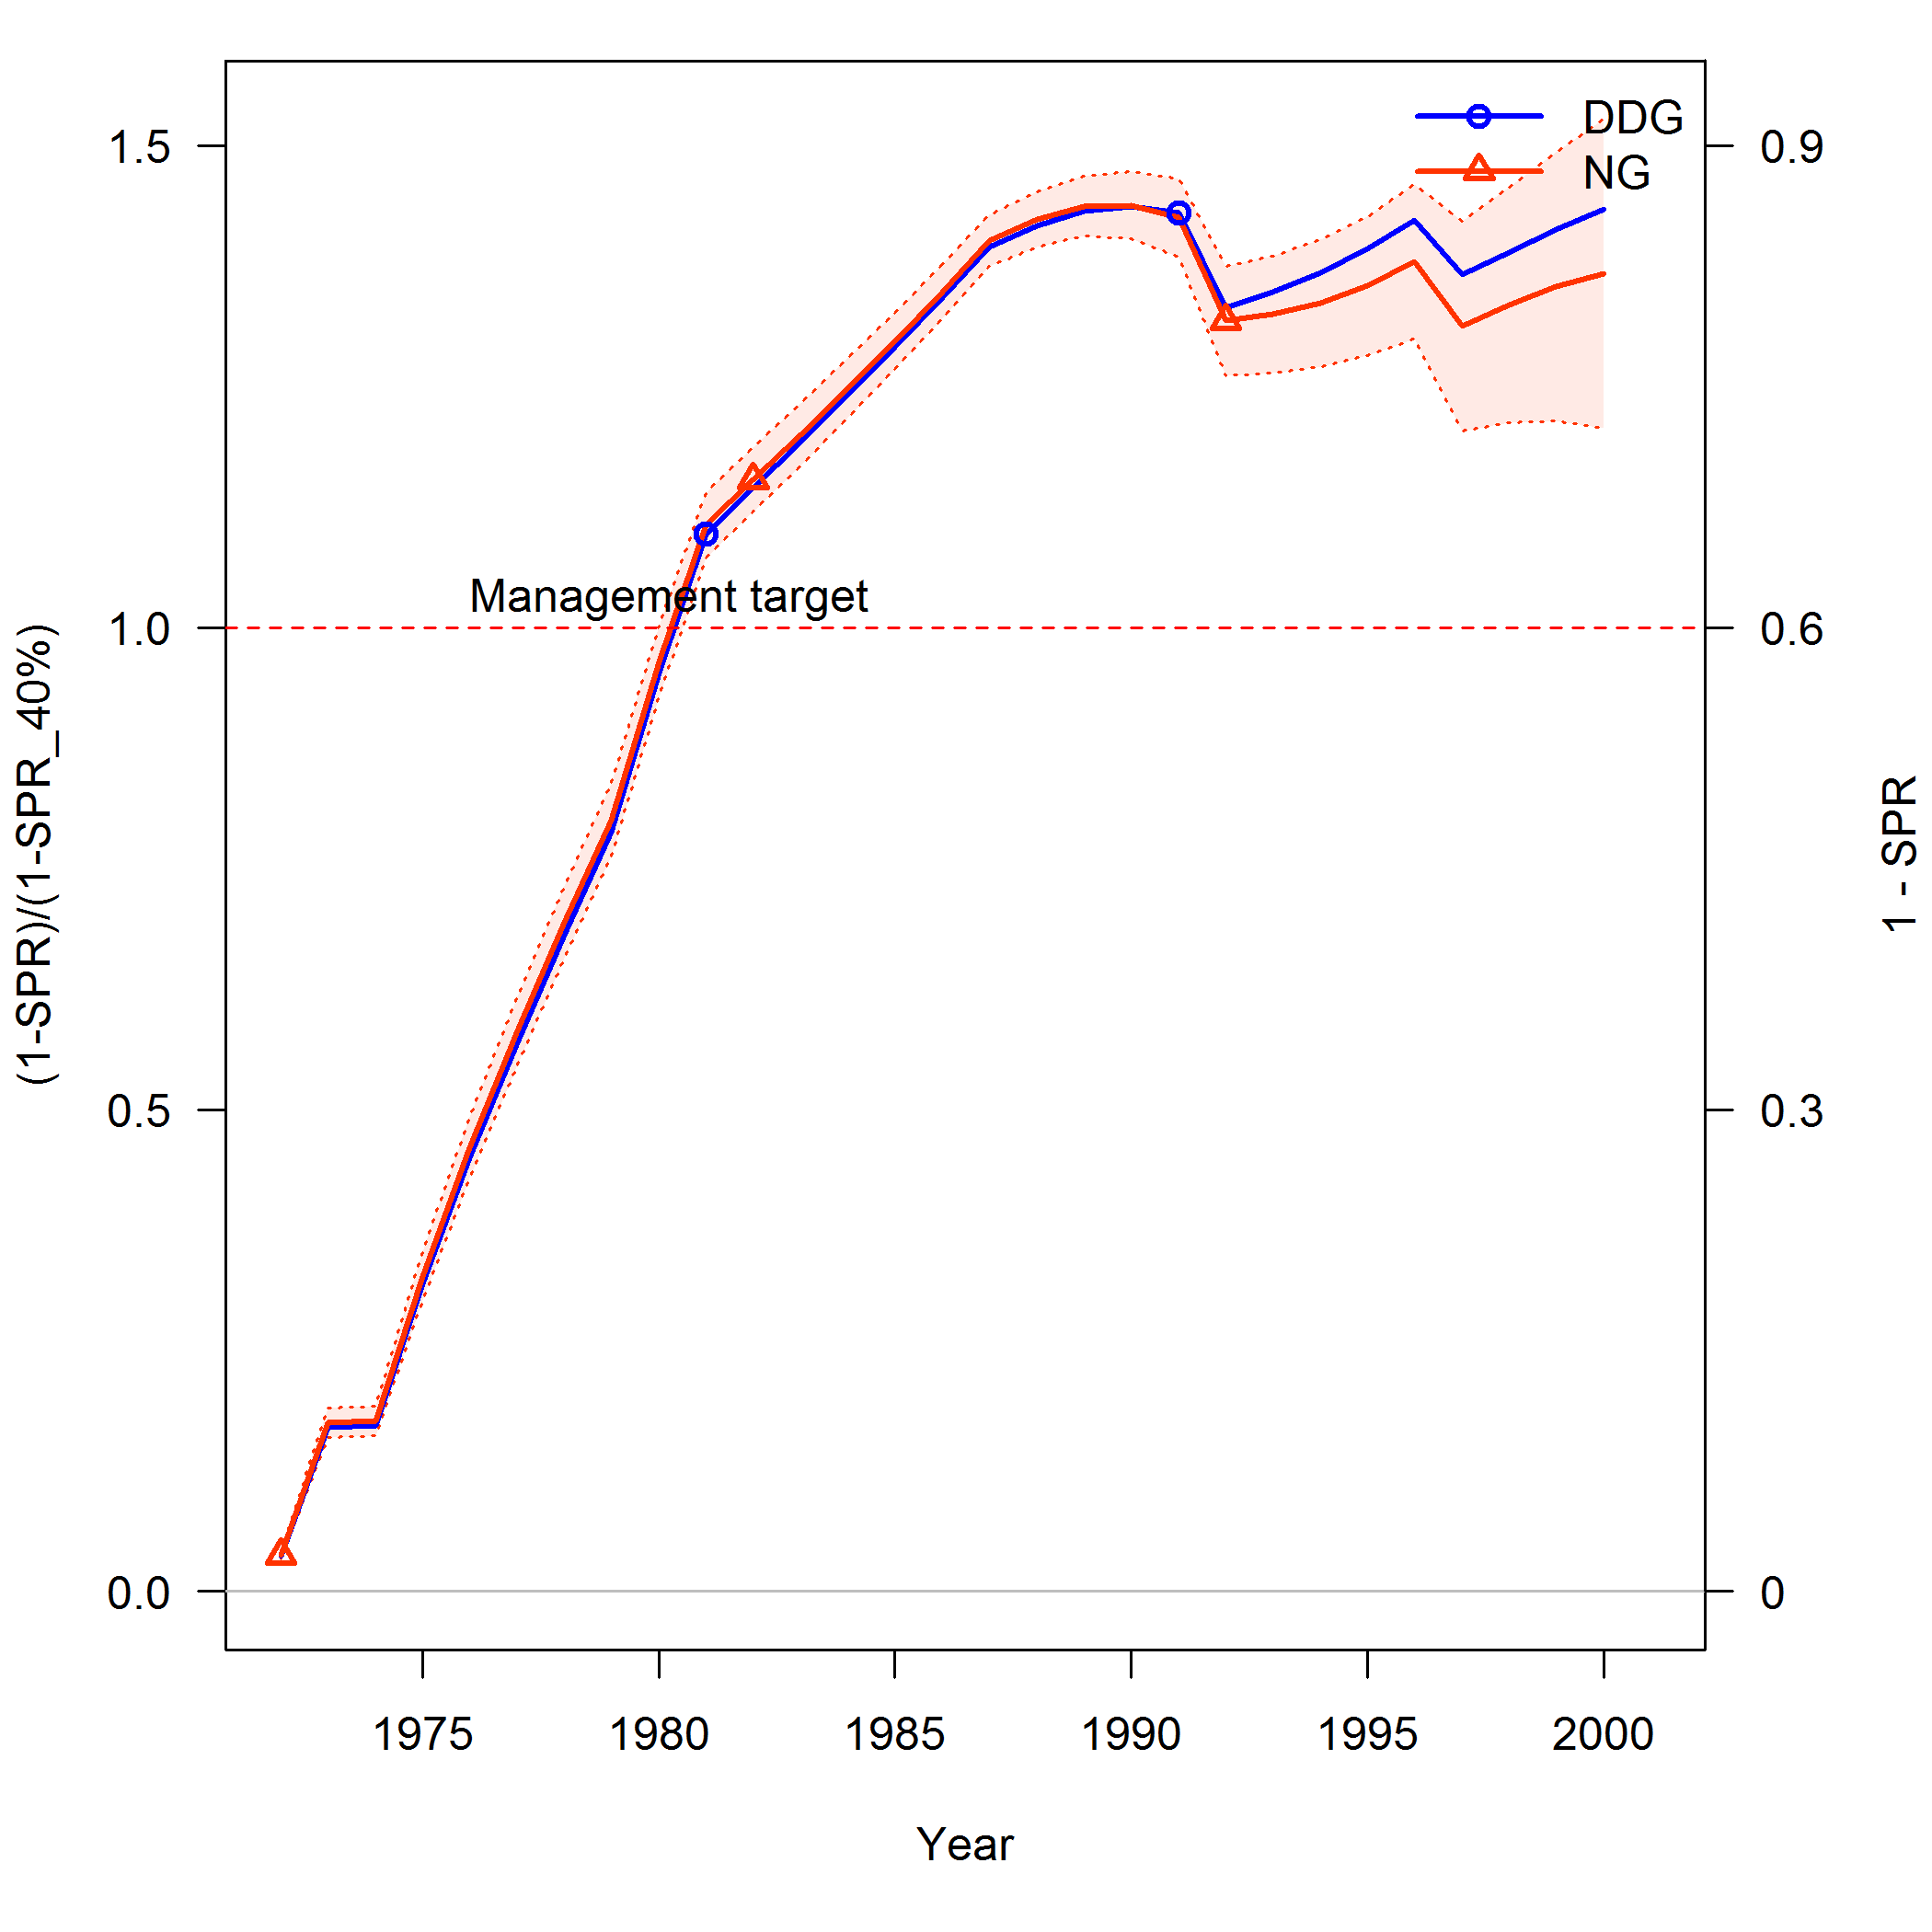 DDG
NG
Management target
1.5
1.0
0.5
0.0
(1-SPR)/(1-SPR_40%)
0.9
0.6
0.3
0
1 - SPR
1975 1980 1985 1990 1995 2000
Year